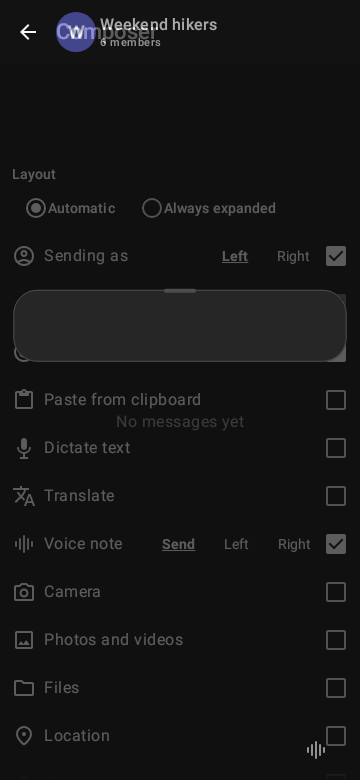 Composer
W
Weekend hikers
6 members
Layout
Automatic
Always expanded
Sending as Left Right
Paste from clipboard
No messages yet
Dictate text
Translate
Voice note Send Left Right
Camera
Photos and videos
Files
Location